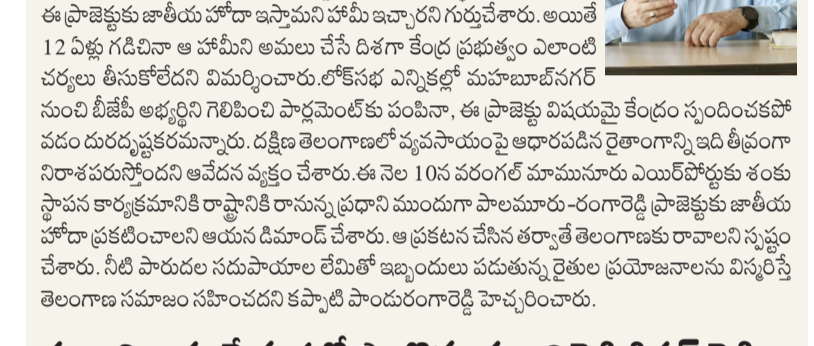 ఈ ప్రాజెక్టుకు జాతీయ హోదా ఇస్తామని హామీ ఇచ్చారని గుర్తుచేశారు. అయితే
12 ఏళ్లు గడిచినా ఆ హామీని అమలు చేసే దిశగా కేంద్ర ప్రభుత్వం ఎలాంటి
చర్యలు తీసుకోలేదని విమర్శించారు.లోక్‌సభ ఎన్నికల్లో మహబూబ్‌నగర్
నుంచి బీజేపీ అభ్యర్థిని గెలిపించి పార్లమెంట్‌కు పంపినా, ఈ ప్రాజెక్టు విషయమై కేంద్రం స్పందించకపో
వడం దురదృష్టకరమన్నారు. దక్షిణ తెలంగాణలో వ్యవసాయంపై ఆధారపడిన రైతాంగాన్ని ఇది తీవ్రంగా
నిరాశపరుస్తోందని ఆవేదన వ్యక్తం చేశారు.ఈ నెల 10న వరంగల్ మామునూరు ఎయిర్‌పోర్టుకు శంకు
స్థాపన కార్యక్రమానికి రాష్ట్రానికి రానున్న ప్రధాని ముందుగా పాలమూరు-రంగారెడ్డి ప్రాజెక్టుకు జాతీయ
హోదా ప్రకటించాలని ఆయన డిమాండ్ చేశారు. ఆ ప్రకటన చేసిన తర్వాతే తెలంగాణకు రావాలని స్పష్టం
చేశారు. నీటి పారుదల సదుపాయాల లేమితో ఇబ్బందులు పడుతున్న రైతుల ప్రయోజనాలను విస్మరిస్తే
తెలంగాణ సమాజం సహించదని కప్పాటి పాండురంగారెడ్డి హెచ్చరించారు.